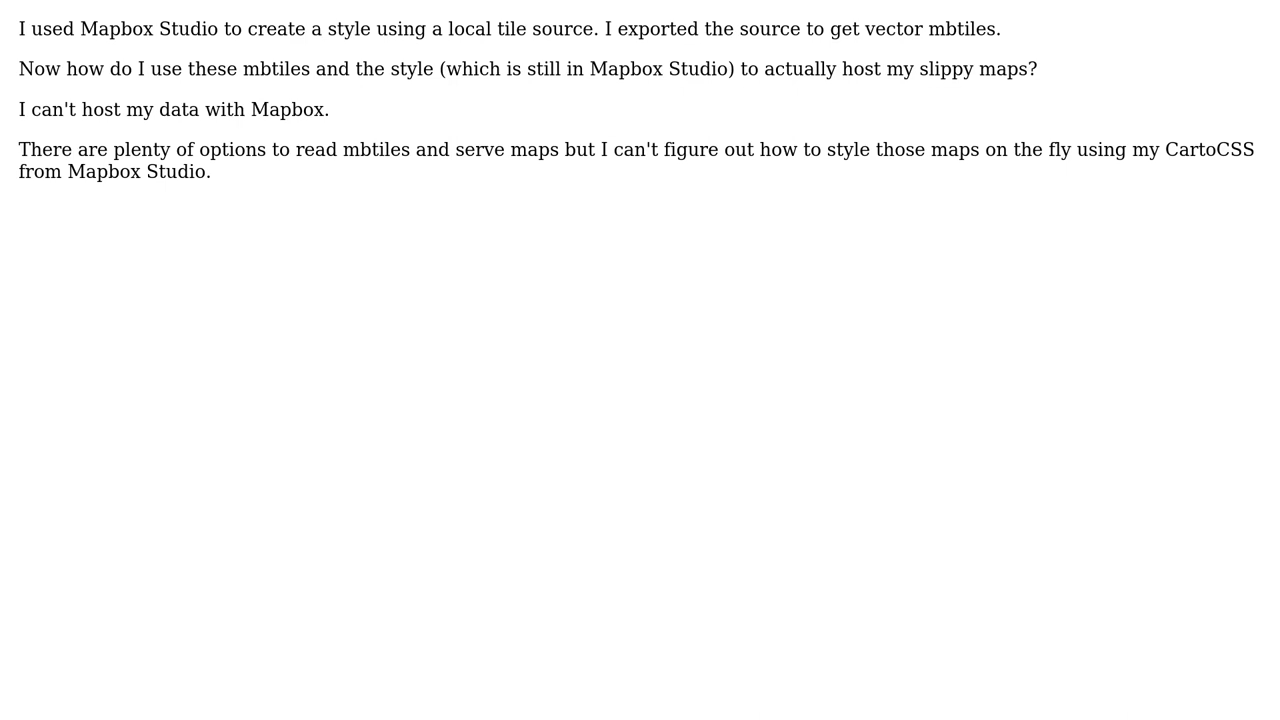 I used Mapbox Studio to create a style using a local tile source. I exported the source to get vector mbtiles.
Now how do I use these mbtiles and the style (which is still in Mapbox Studio) to actually host my slippy maps?
I can't host my data with Mapbox.
There are plenty of options to read mbtiles and serve maps but I can't figure out how to style those maps on the fly using my CartoCSS
from Mapbox Studio.